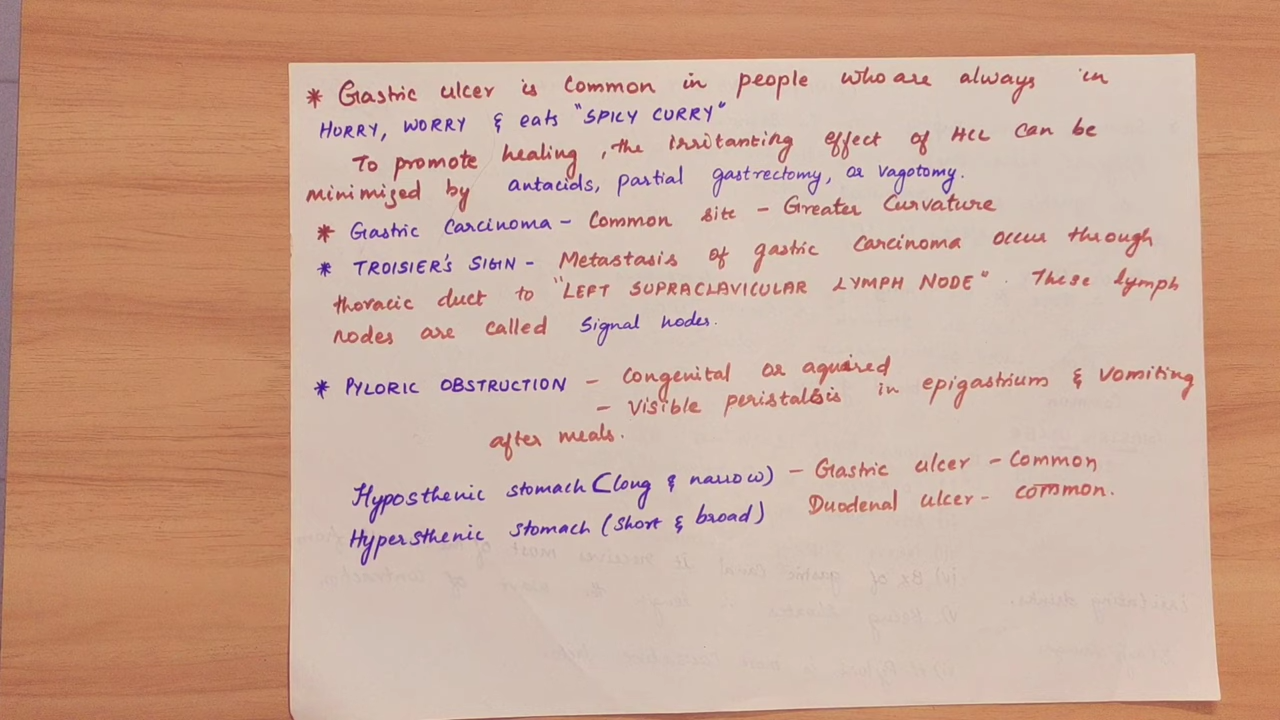 * Gastric ulcer is common in people who are always in
HURRY, WORRY & eats "SPICY CURRY"
To promote healing, the irritanting effect of HCL can be
minimized by antacids, partial gastrectomy, or vagotomy.
* Gastric Carcinoma - Common site - Greater Curvature
* TROISIER'S SIGN - Metastasis of gastric carcinoma occur through
thoracic duct to "LEFT SUPRACLAVICULAR LYMPH NODE". These lymph
nodes are called Signal nodes.
* PYLORIC OBSTRUCTION - Congenital or aquired
- Visible peristalsis in epigastrium & vomiting
after meals.
Hyposthenic stomach (long & narrow) - Gastric ulcer - Common
Hypersthenic stomach (short & broad) Duodenal ulcer - common.